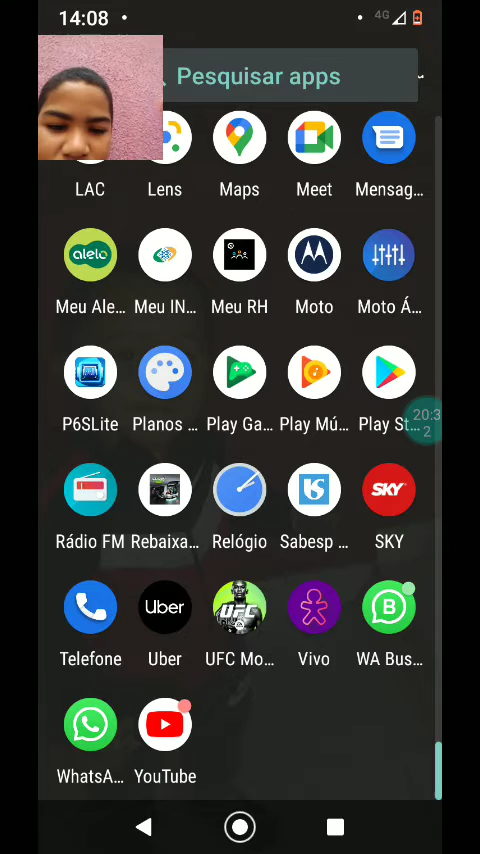 14:08
4G
Pesquisar apps
LAC
Lens
Maps
Meet
Mensag...
alelo
Meu Ale...
Meu IN...
Meu RH
Moto
Moto Á...
P6SLite
Planos ...
Play Ga...
Play Mú...
Play St...
20:3
2
Rádio FM
Rebaixa...
Relógio
Sabesp ...
SKY
SKY
Uber
UFC
B
Telefone
Uber
UFC Mo...
Vivo
WA Bus...
WhatsA...
YouTube